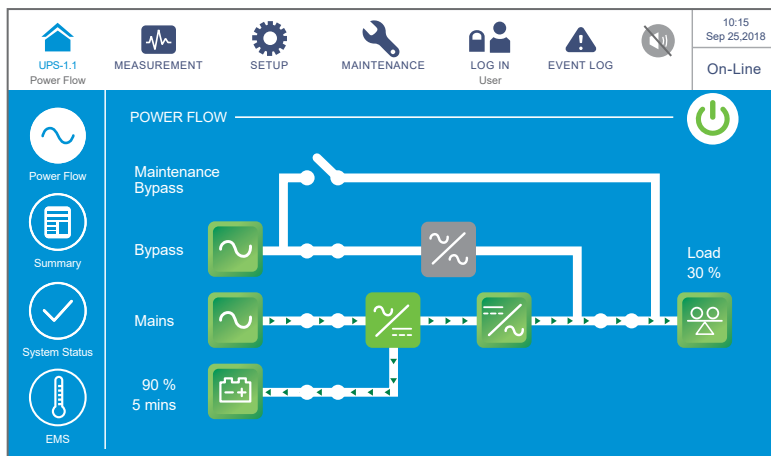 10:15
Sep 25,2018
UPS-1.1
Power Flow
MEASUREMENT
SETUP
MAINTENANCE
LOG IN
User
EVENT LOG
On-Line
POWER FLOW
Power Flow
Maintenance
Bypass
Summary
Bypass
Load
30 %
Mains
System Status
90 %
5 mins
EMS